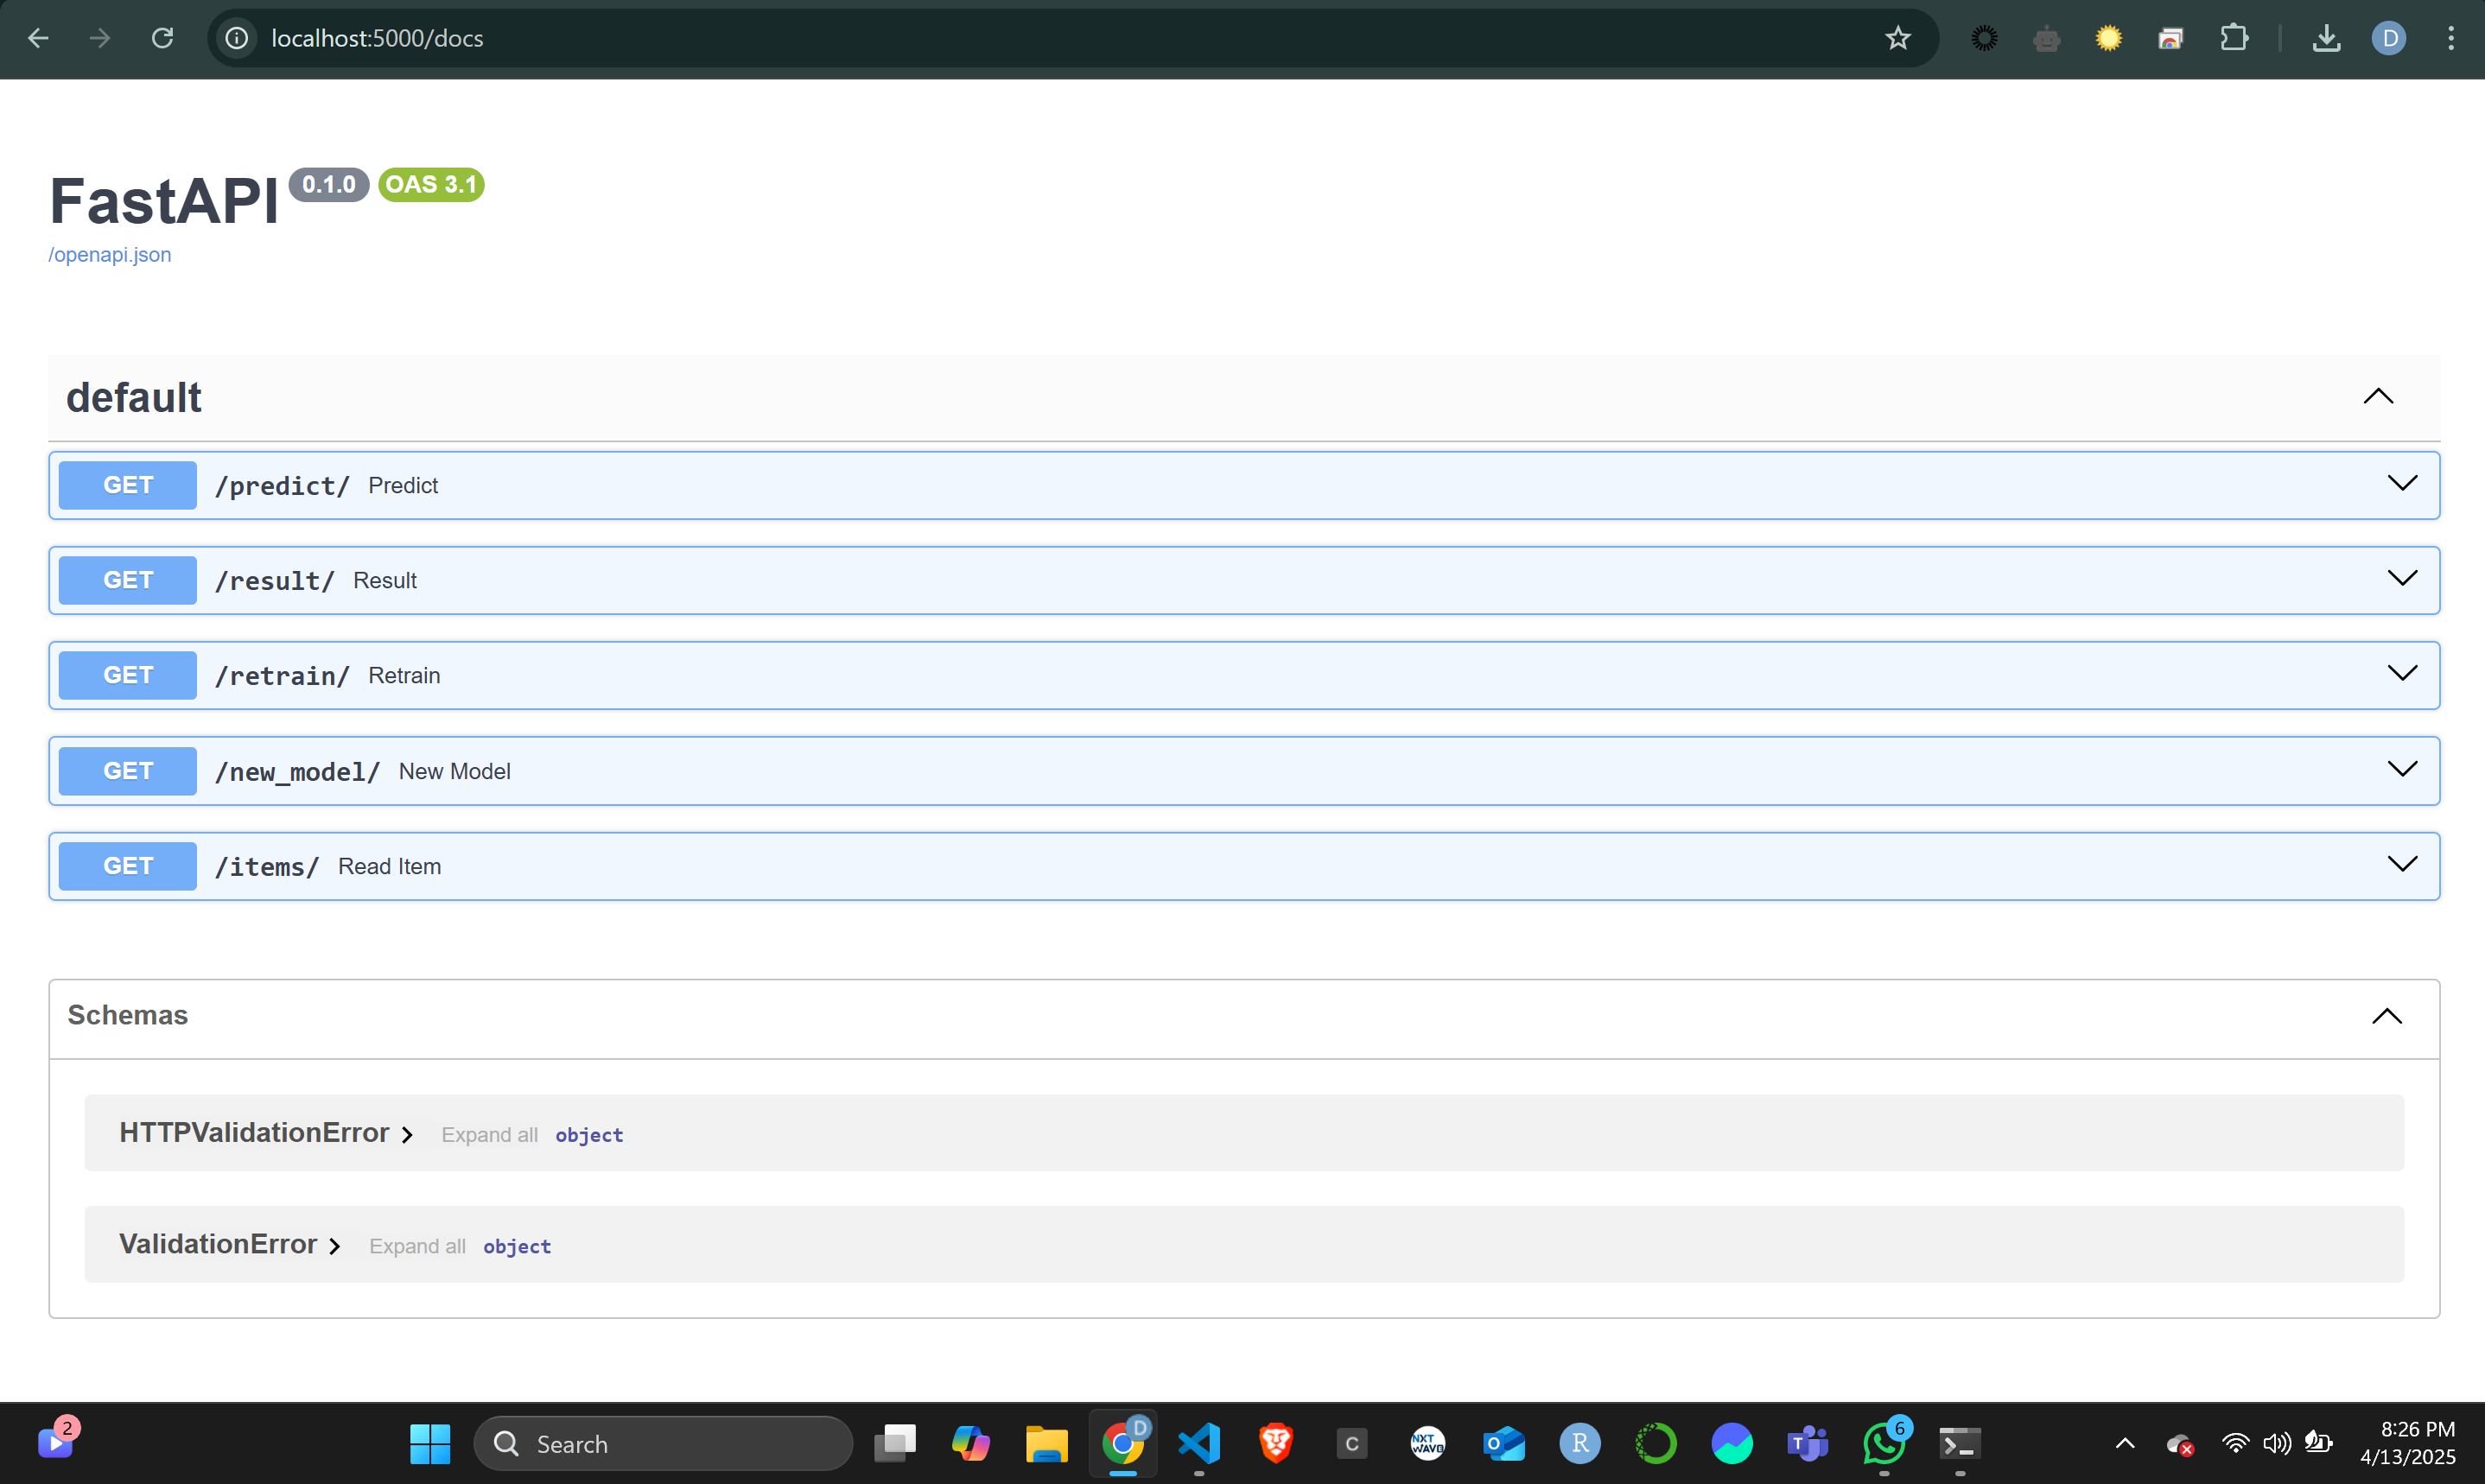 localhost:5000/docs
D
FastAPI 0.1.0 OAS 3.1
/openapi.json
default
GET /predict/ Predict
GET /result/ Result
GET /retrain/ Retrain
GET /new_model/ New Model
GET /items/ Read Item
Schemas
HTTPValidationError Expand all object
ValidationError Expand all object
2
Search
D
C
NXT
WAVE
O
R
T
6
8:26 PM
4/13/2025